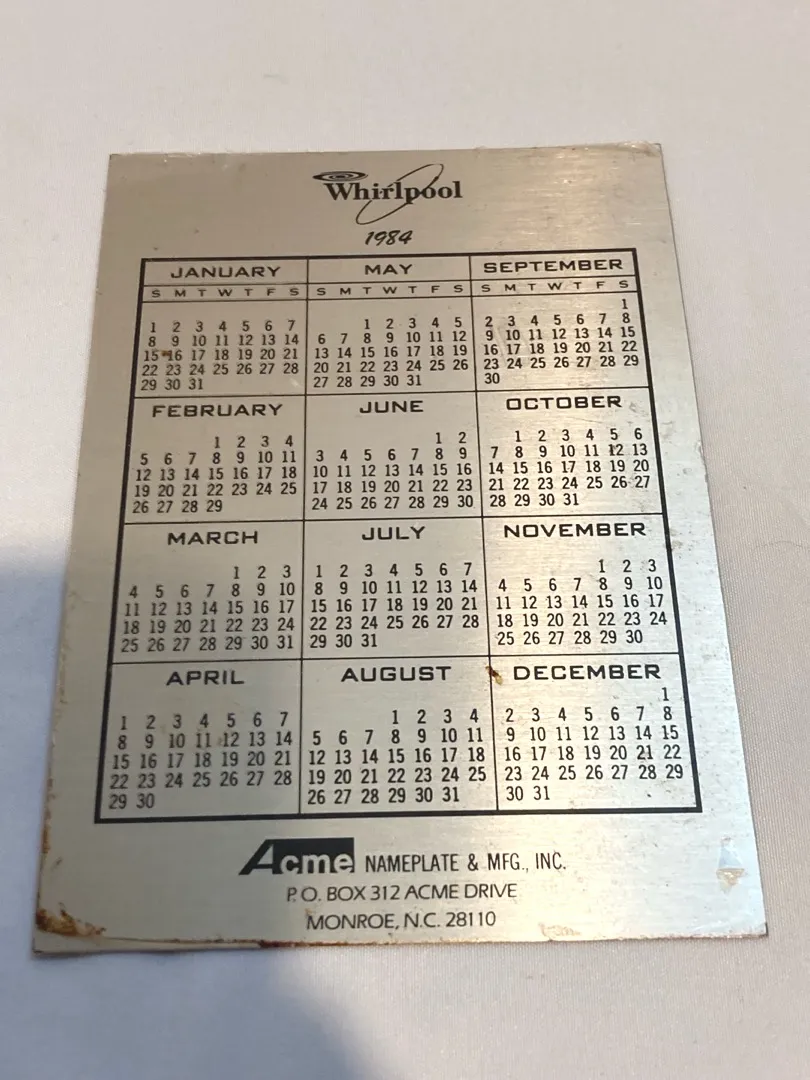 Whirlpool
1984
JANUARY
S M T W T F S
1 2 3 4 5 6 7
8 9 10 11 12 13 14
15 16 17 18 19 20 21
22 23 24 25 26 27 28
29 30 31
FEBRUARY
1 2 3 4
5 6 7 8 9 10 11
12 13 14 15 16 17 18
19 20 21 22 23 24 25
26 27 28 29
MARCH
1 2 3
4 5 6 7 8 9 10
11 12 13 14 15 16 17
18 19 20 21 22 23 24
25 26 27 28 29 30 31
APRIL
1 2 3 4 5 6 7
8 9 10 11 12 13 14
15 16 17 18 19 20 21
22 23 24 25 26 27 28
29 30
MAY
S M T W T F S
1 2 3 4 5
6 7 8 9 10 11 12
13 14 15 16 17 18 19
20 21 22 23 24 25 26
27 28 29 30 31
JUNE
1 2
3 4 5 6 7 8 9
10 11 12 13 14 15 16
17 18 19 20 21 22 23
24 25 26 27 28 29 30
JULY
1 2 3 4 5 6 7
8 9 10 11 12 13 14
15 16 17 18 19 20 21
22 23 24 25 26 27 28
29 30 31
AUGUST
1 2 3 4
5 6 7 8 9 10 11
12 13 14 15 16 17 18
19 20 21 22 23 24 25
26 27 28 29 30 31
SEPTEMBER
S M T W T F S
1
2 3 4 5 6 7 8
9 10 11 12 13 14 15
16 17 18 19 20 21 22
23 24 25 26 27 28 29
30
OCTOBER
1 2 3 4 5 6
7 8 9 10 11 12 13
14 15 16 17 18 19 20
21 22 23 24 25 26 27
28 29 30 31
NOVEMBER
1 2 3
4 5 6 7 8 9 10
11 12 13 14 15 16 17
18 19 20 21 22 23 24
25 26 27 28 29 30
DECEMBER
1
2 3 4 5 6 7 8
9 10 11 12 13 14 15
16 17 18 19 20 21 22
23 24 25 26 27 28 29
30 31
Acme NAMEPLATE & MFG., INC.
P.O. BOX 312 ACME DRIVE
MONROE, N.C. 28110